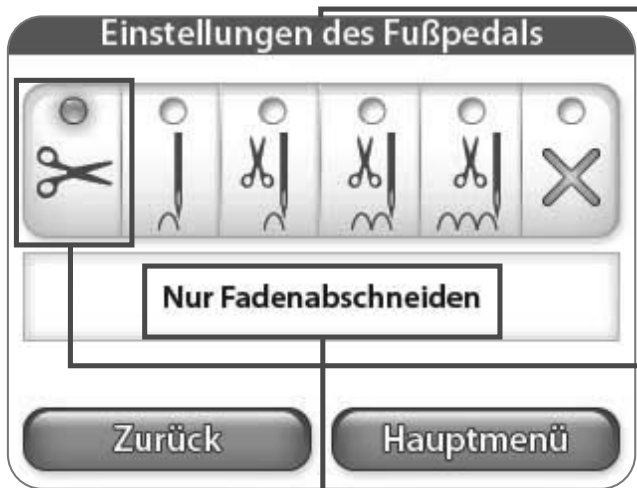 Einstellungen des Fußpedals
Nur Fadenabschneiden
Zurück
Hauptmenü